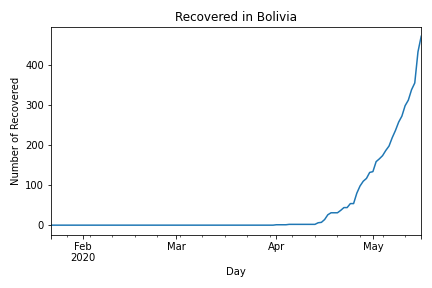 Recovered in Bolivia
Number of Recovered
400
300
200
100
0
Feb
2020
Mar
Apr
May
Day